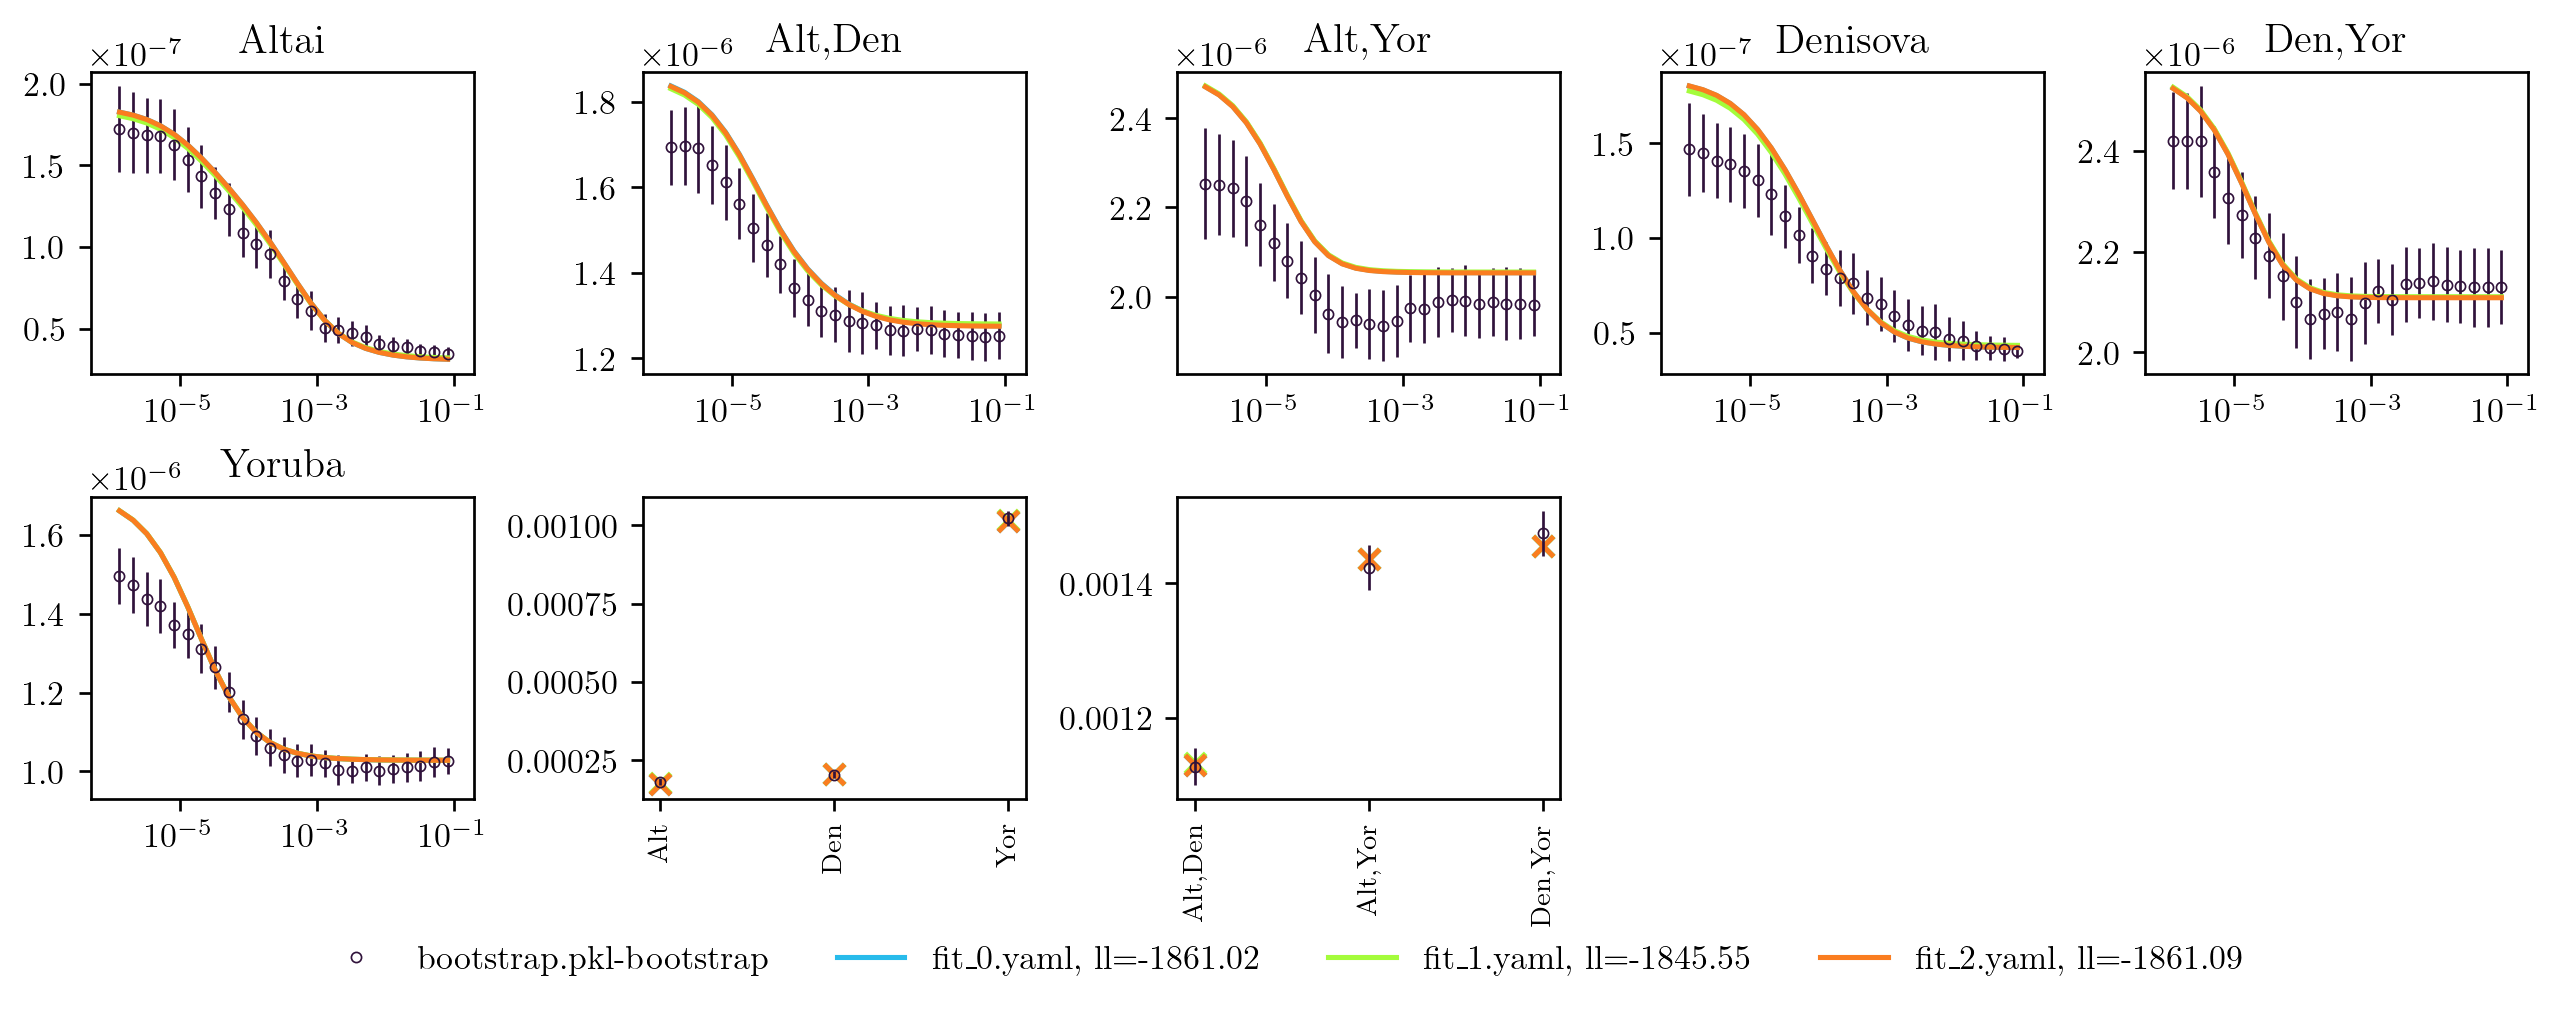 Altai
×10⁻⁷
2.0
1.5
1.0
0.5
10⁻⁵ 10⁻³ 10⁻¹
Alt,Den
×10⁻⁶
1.8
1.6
1.4
1.2
10⁻⁵ 10⁻³ 10⁻¹
Alt,Yor
×10⁻⁶
2.4
2.2
2.0
10⁻⁵ 10⁻³ 10⁻¹
Denisova
×10⁻⁷
1.5
1.0
0.5
10⁻⁵ 10⁻³ 10⁻¹
Den,Yor
×10⁻⁶
2.4
2.2
2.0
10⁻⁵ 10⁻³ 10⁻¹
Yoruba
×10⁻⁶
1.6
1.4
1.2
1.0
10⁻⁵ 10⁻³ 10⁻¹
0.00100
0.00075
0.00050
0.00025
Alt
Den
Yor
0.0014
0.0012
Alt,Den
Alt,Yor
Den,Yor
bootstrap.pkl-bootstrap fit_0.yaml, ll=-1861.02 fit_1.yaml, ll=-1845.55 fit_2.yaml, ll=-1861.09